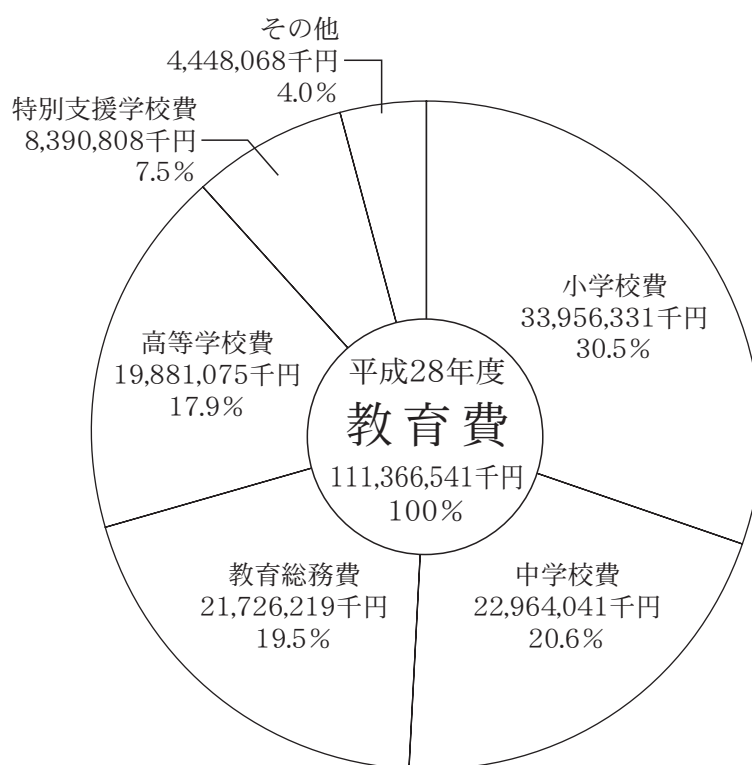 その他
4,448,068千円
4.0%
特別支援学校費
8,390,808千円
7.5%
小学校費
33,956,331千円
30.5%
高等学校費
19,881,075千円
17.9%
平成28年度
教育費
111,366,541千円
100%
教育総務費
21,726,219千円
19.5%
中学校費
22,964,041千円
20.6%